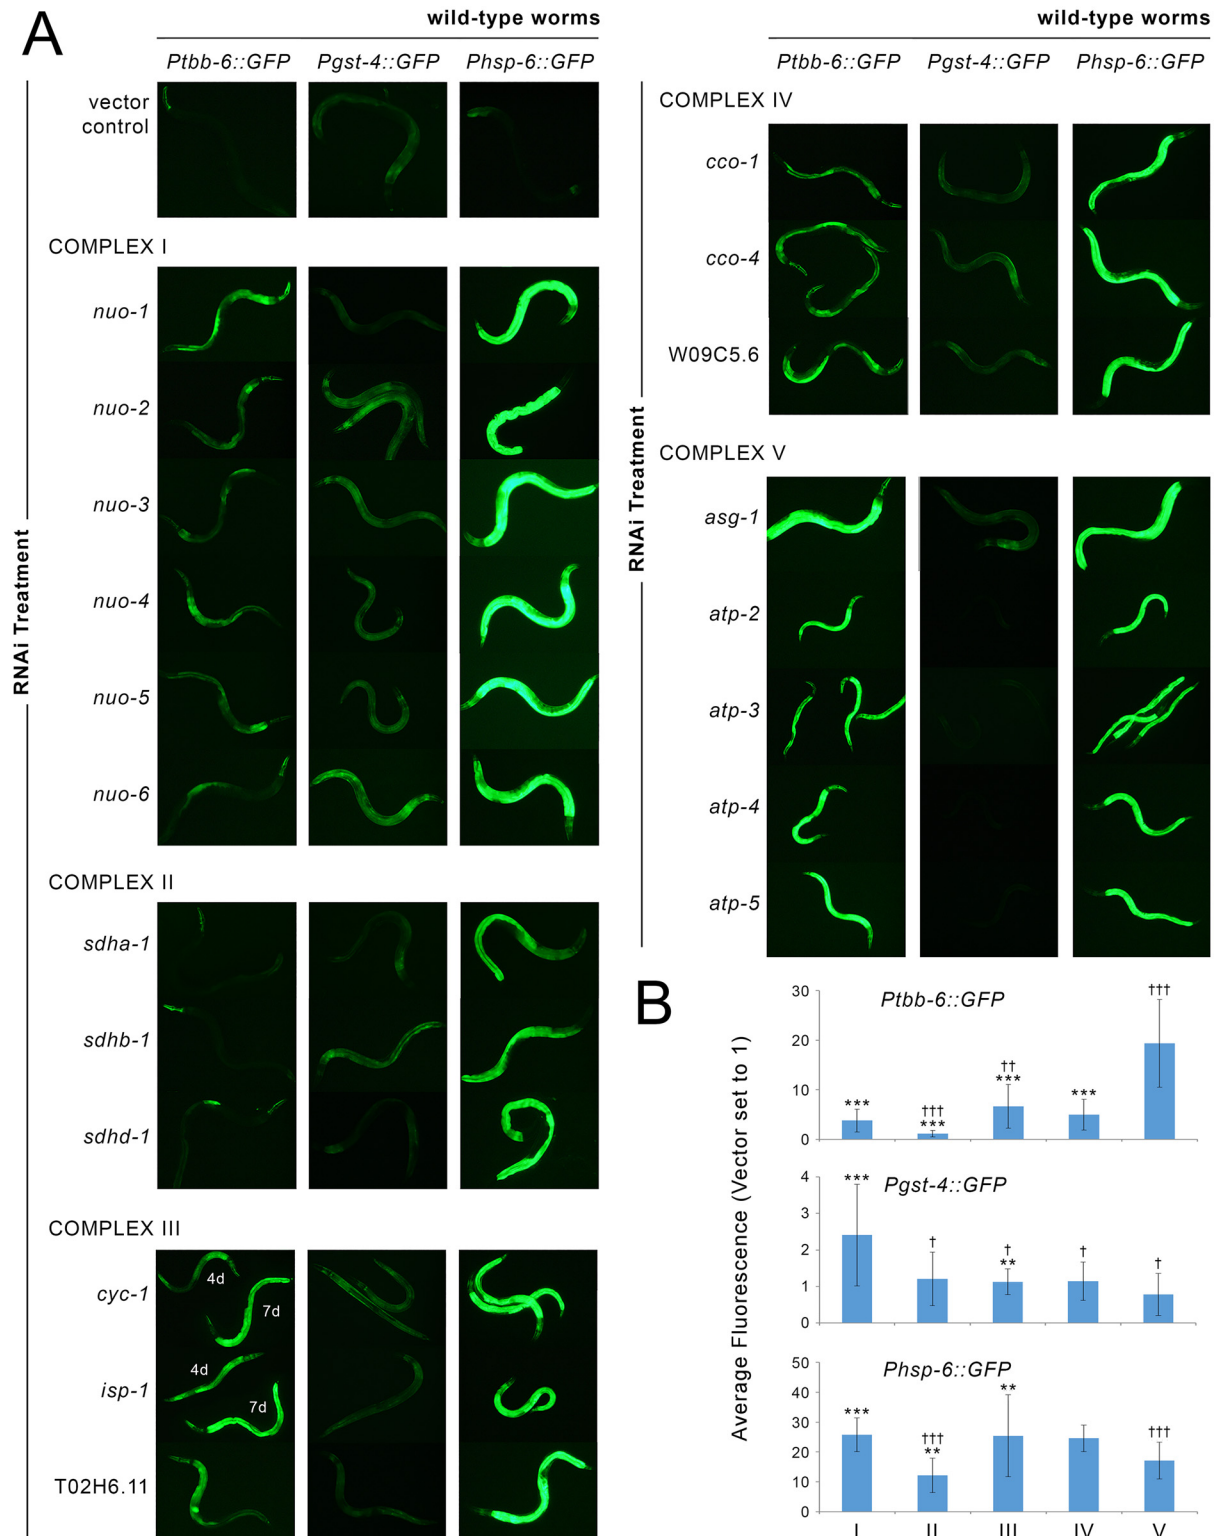 A
wild-type worms
Ptbb-6::GFP Pgst-4::GFP Phsp-6::GFP
RNAi Treatment
vector
control
COMPLEX I
nuo-1
nuo-2
nuo-3
nuo-4
nuo-5
nuo-6
COMPLEX II
sdha-1
sdhb-1
sdhd-1
COMPLEX III
cyc-1
4d
7d
isp-1
4d
7d
T02H6.11
wild-type worms
Ptbb-6::GFP Pgst-4::GFP Phsp-6::GFP
RNAi Treatment
COMPLEX IV
cco-1
cco-4
W09C5.6
COMPLEX V
asg-1
atp-2
atp-3
atp-4
atp-5
B
Average Fluorescence (Vector set to 1)
Ptbb-6::GFP
30
20
10
0
*** ††† *** †† *** *** †††
Pgst-4::GFP
4
3
2
1
0
*** † † ** † †
Phsp-6::GFP
50
40
30
20
10
0
*** ††† ** ** †††
I II III IV V